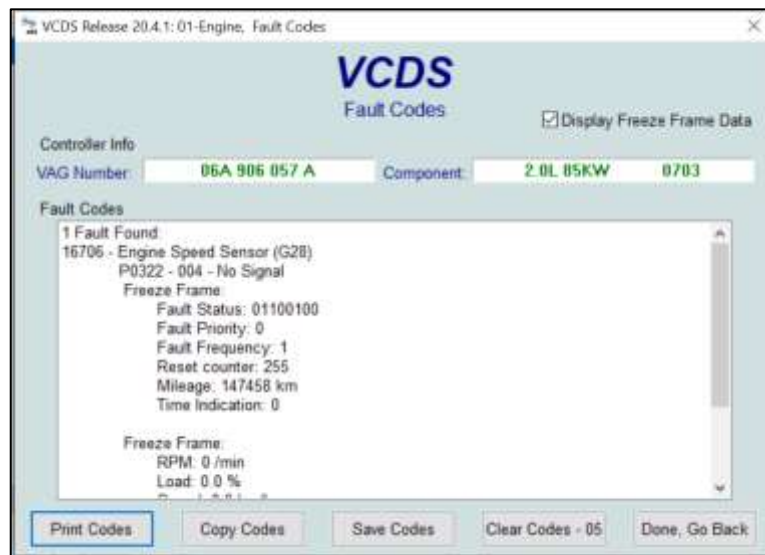 VCDS Release 20.4.1: 01-Engine, Fault Codes
VCDS
Fault Codes
Display Freeze Frame Data
Controller Info
VAG Number: 06A 906 057 A Component: 2.0L 85KW 0703
Fault Codes
1 Fault Found:
16706 - Engine Speed Sensor (G28)
P0322 - 004 - No Signal
Freeze Frame:
Fault Status: 01100100
Fault Priority: 0
Fault Frequency: 1
Reset counter: 255
Mileage: 147458 km
Time Indication: 0
Freeze Frame:
RPM: 0 /min
Load: 0.0 %
Print Codes Copy Codes Save Codes Clear Codes - 05 Done, Go Back